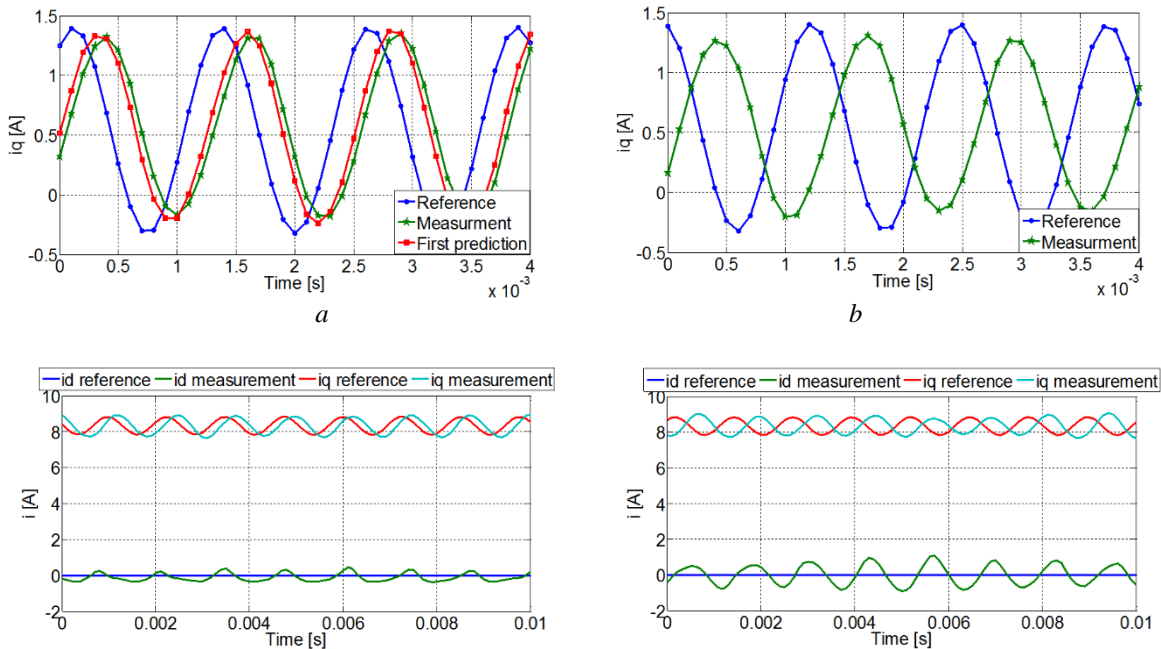 1.5
1
0.5
0
-0.5
iq [A]
0 0.5 1 1.5 2 2.5 3 3.5 4
Time [s]
x 10-3
Reference
Measurment
First prediction
a
1.5
1
0.5
0
-0.5
iq [A]
0 0.5 1 1.5 2 2.5 3 3.5 4
Time [s]
x 10-3
Reference
Measurment
b
id reference id measurement iq reference iq measurement
10
8
6
4
2
0
-2
i [A]
0 0.002 0.004 0.006 0.008 0.01
Time [s]
id reference id measurement iq reference iq measurement
10
8
6
4
2
0
-2
i [A]
0 0.002 0.004 0.006 0.008 0.01
Time [s]